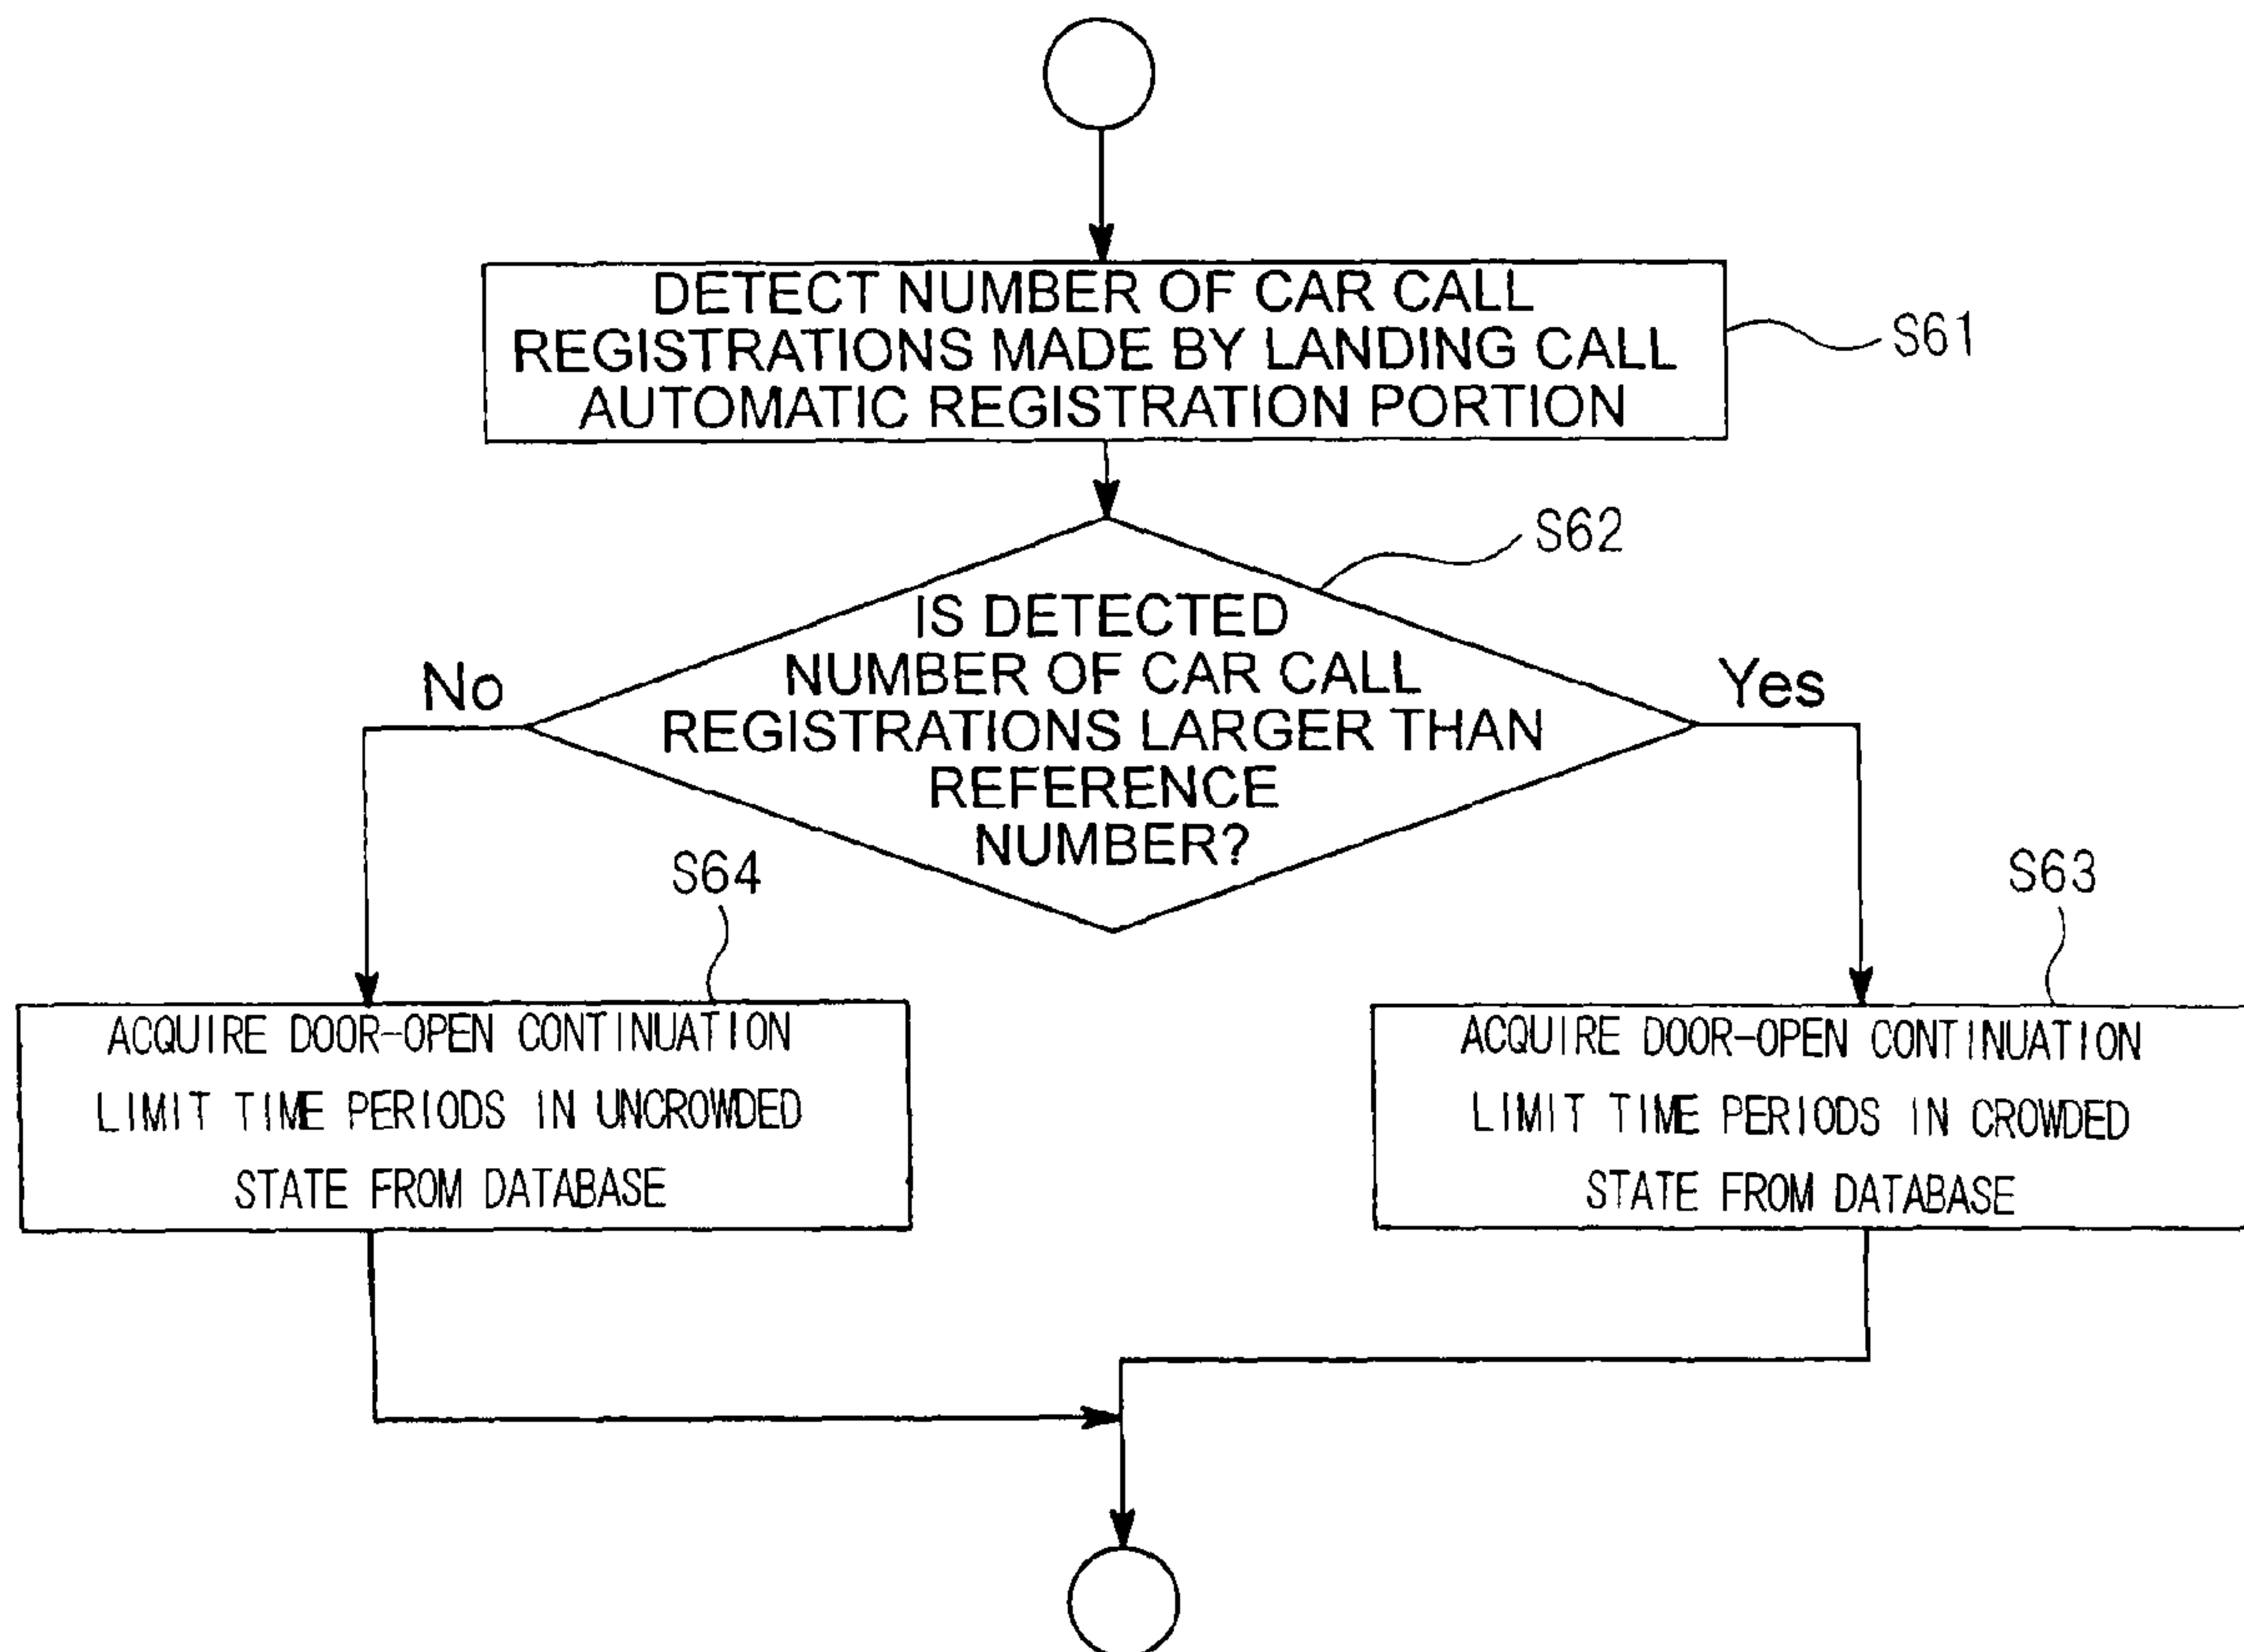 DETECT NUMBER OF CAR CALL
REGISTRATIONS MADE BY LANDING CALL
AUTOMATIC REGISTRATION PORTION
S61
S62
IS DETECTED
NUMBER OF CAR CALL
REGISTRATIONS LARGER THAN
REFERENCE
NUMBER?
No
Yes
S64
S63
ACQUIRE DOOR-OPEN CONTINUATION
LIMIT TIME PERIODS IN UNCROWDED
STATE FROM DATABASE
ACQUIRE DOOR-OPEN CONTINUATION
LIMIT TIME PERIODS IN CROWDED
STATE FROM DATABASE